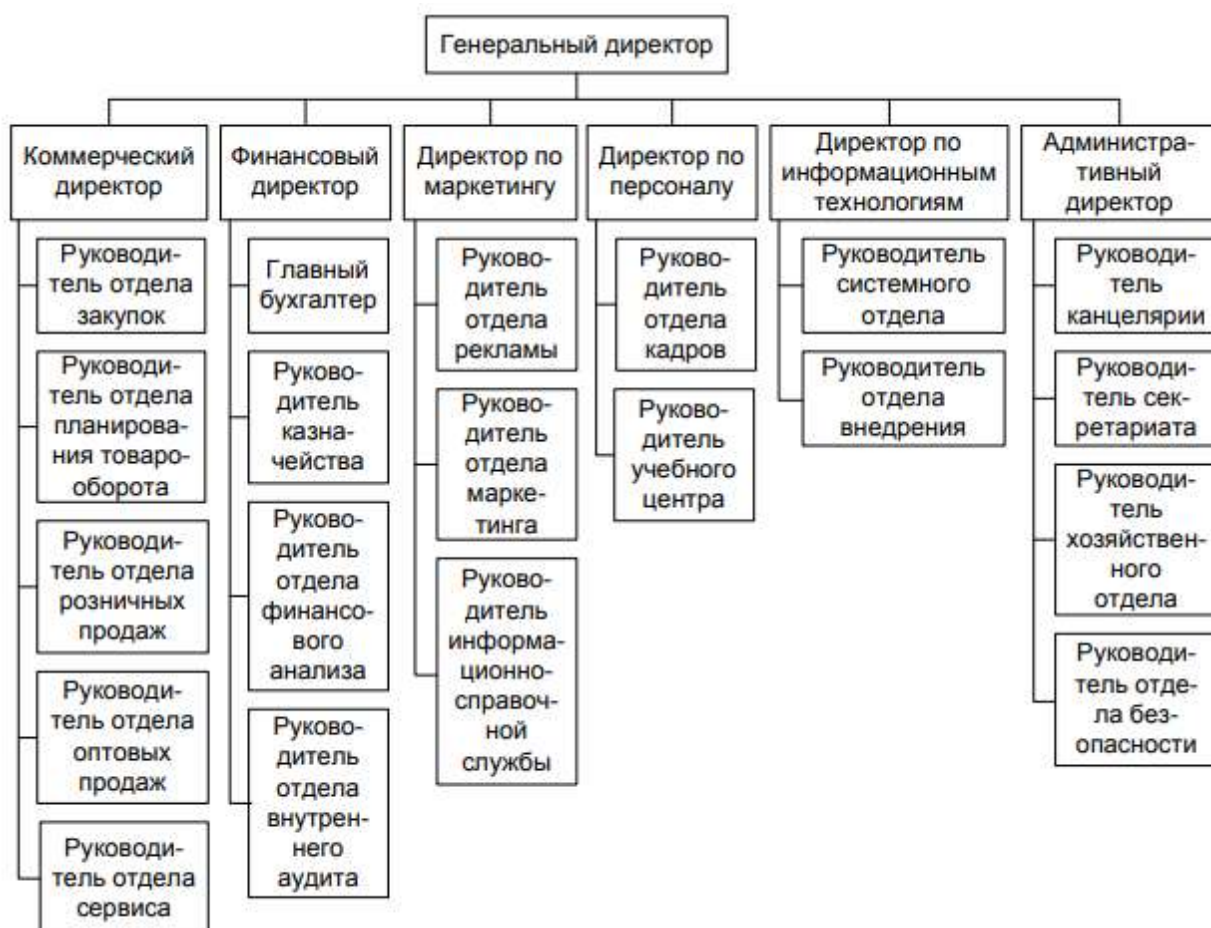 Генеральный директор
Коммерческий
директор
Руководи-
тель отдела
закупок
Руководи-
тель отдела
планирова-
ния товаро-
оборота
Руководи-
тель отдела
розничных
продаж
Руководи-
тель отдела
оптовых
продаж
Руководи-
тель отдела
сервиса
Финансовый
директор
Главный
бухгалтер
Руково-
дитель
казна-
чейства
Руково-
дитель
отдела
финансо-
вого
анализа
Руково-
дитель
отдела
внутрен-
него
аудита
Директор по
маркетингу
Руково-
дитель
отдела
рекламы
Руково-
дитель
отдела
марке-
тинга
Руково-
дитель
информа-
ционно-
справоч-
ной
службы
Директор по
персоналу
Руково-
дитель
отдела
кадров
Руково-
дитель
учебного
центра
Директор по
информационным
технологиям
Руководитель
системного
отдела
Руководитель
отдела
внедрения
Администра-
тивный
директор
Руководи-
тель
канцелярии
Руководи-
тель сек-
ретариата
Руководи-
тель
хозяйствен-
ного
отдела
Руководи-
тель отде-
ла без-
опасности